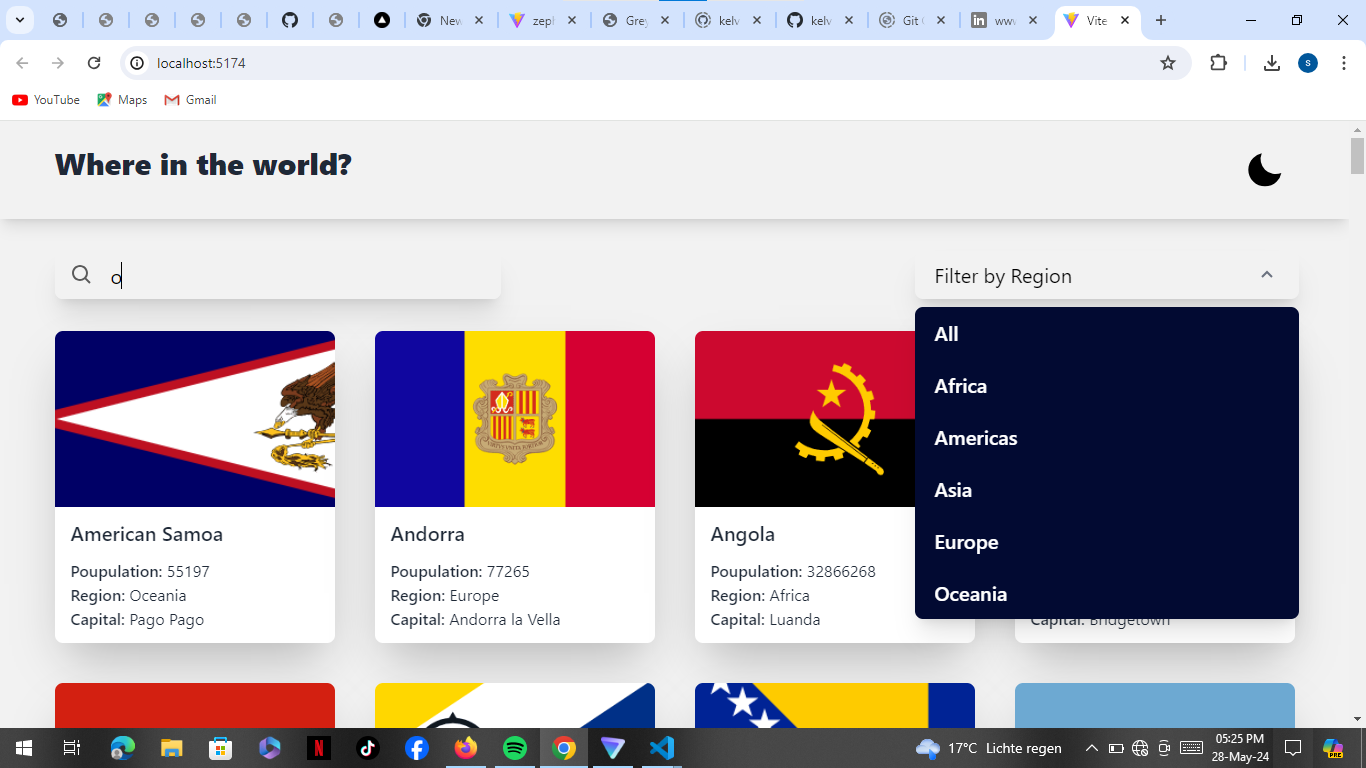 New
zeph
Grey
kelv
kelv
Git
www
Vite
localhost:5174
s
YouTube
Maps
Gmail
Where in the world?
o
Filter by Region
All
Africa
Americas
Asia
Europe
Oceania
American Samoa
Poupulation: 55197
Region: Oceania
Capital: Pago Pago
Andorra
Poupulation: 77265
Region: Europe
Capital: Andorra la Vella
Angola
Poupulation: 32866268
Region: Africa
Capital: Luanda
Capital: Bridgetown
17°C Lichte regen
05:25 PM
28-May-24
PRE